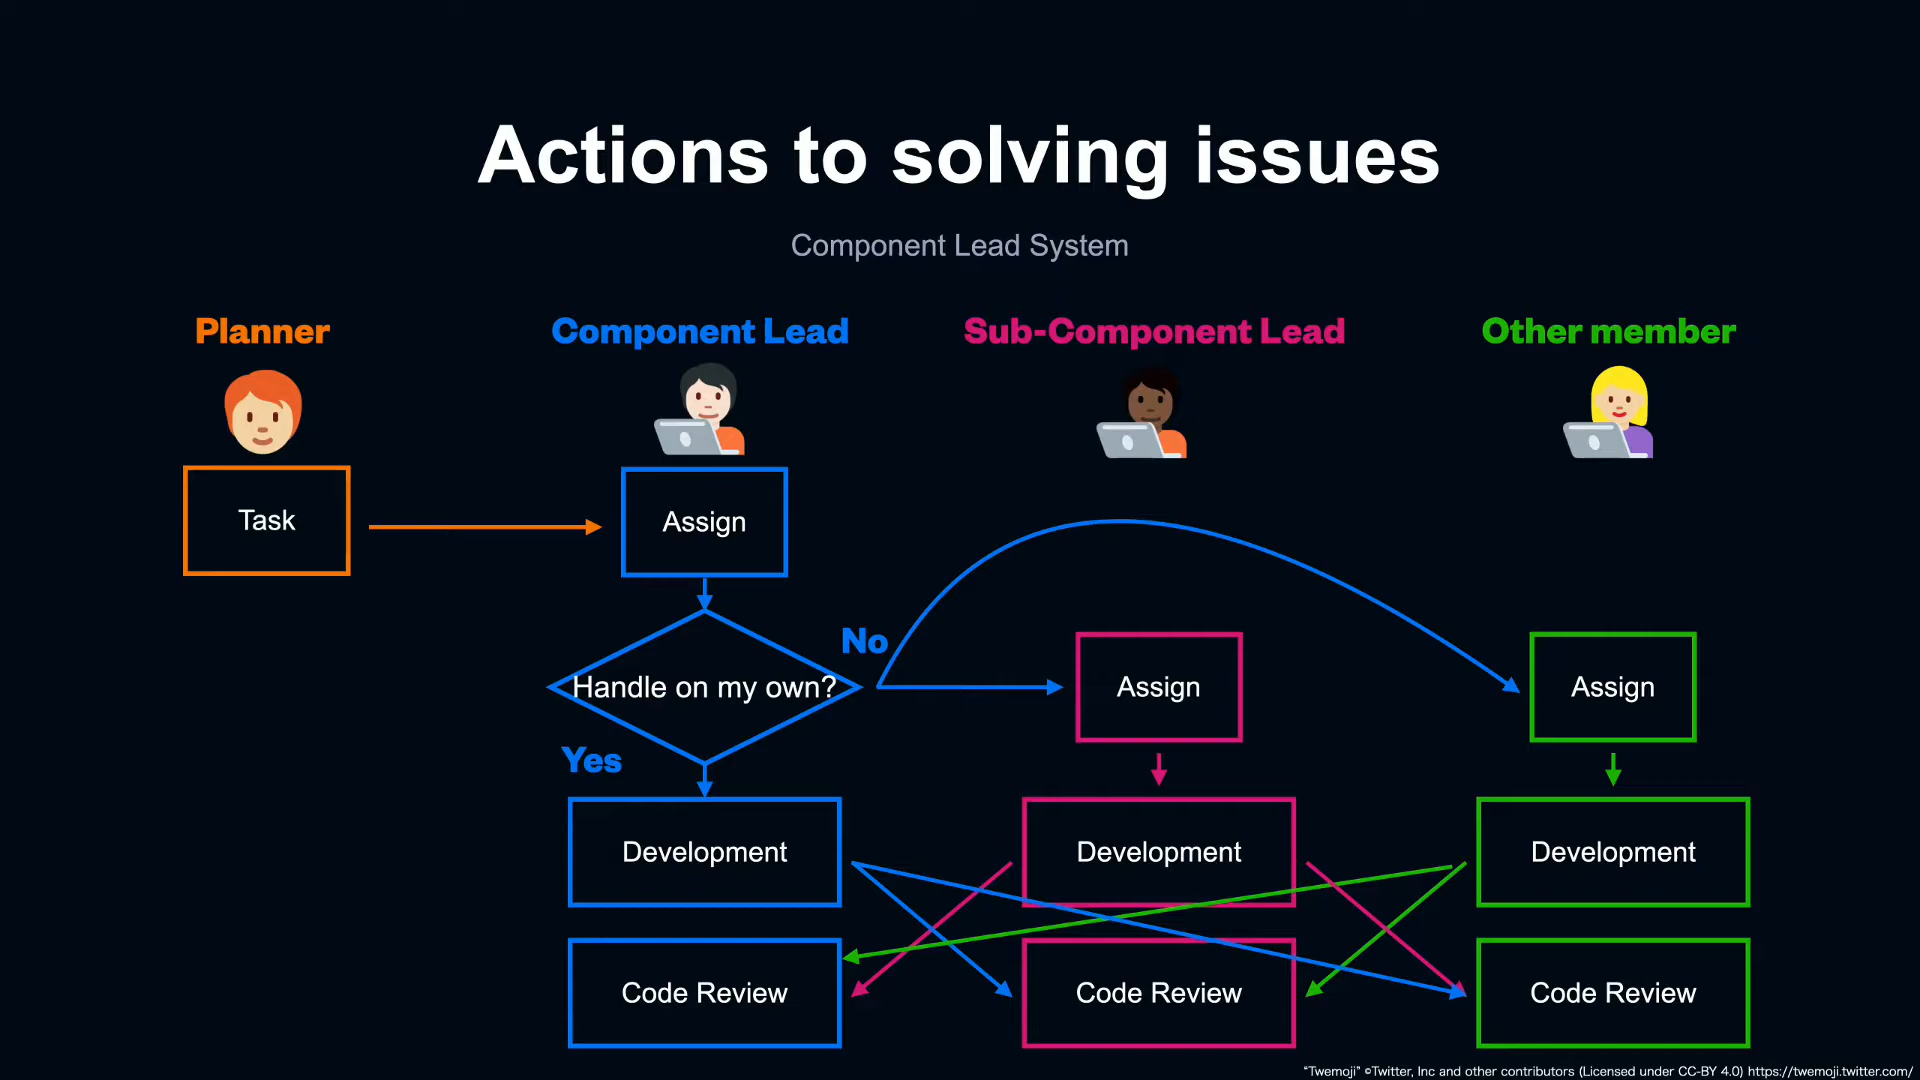 Actions to solving issues
Component Lead System
Planner
Component Lead
Sub-Component Lead
Other member
Task
Assign
No
Handle on my own?
Assign
Assign
Yes
Development
Development
Development
Code Review
Code Review
Code Review
“Twemoji” ©Twitter, Inc and other contributors (Licensed under CC-BY 4.0) https://twemoji.twitter.com/